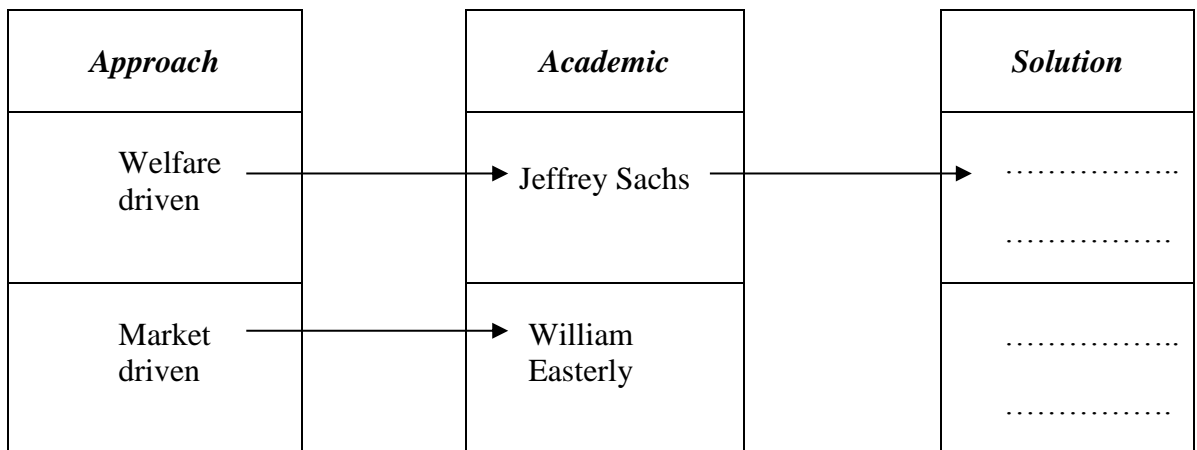 Approach
Academic
Solution
Welfare
driven
Jeffrey Sachs
……………..
…………….
Market
driven
William
Easterly
……………..
…………….